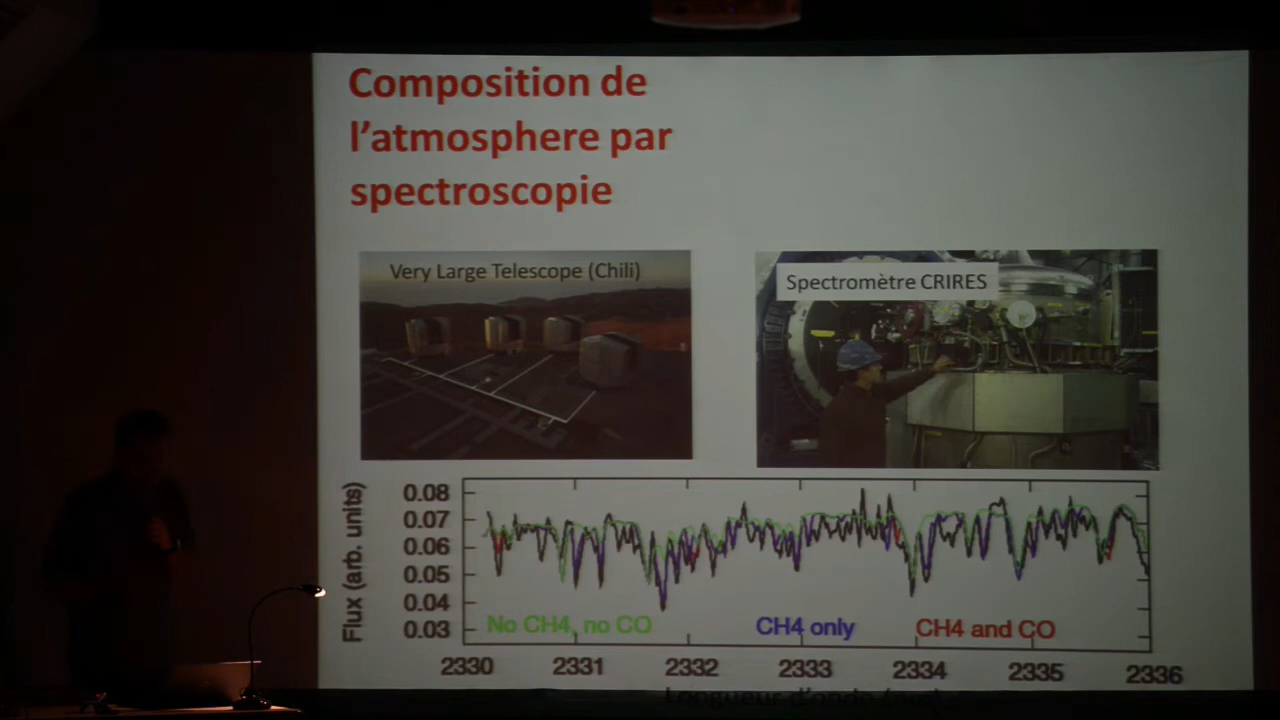 Composition de
l’atmosphere par
spectroscopie
Very Large Telescope (Chili)
Spectromètre CRIRES
Flux (arb. units)
0.08
0.07
0.06
0.05
0.04
0.03
No CH4, no CO
CH4 only
CH4 and CO
2330
2331
2332
2333
2334
2335
2336
Longueur d'onde